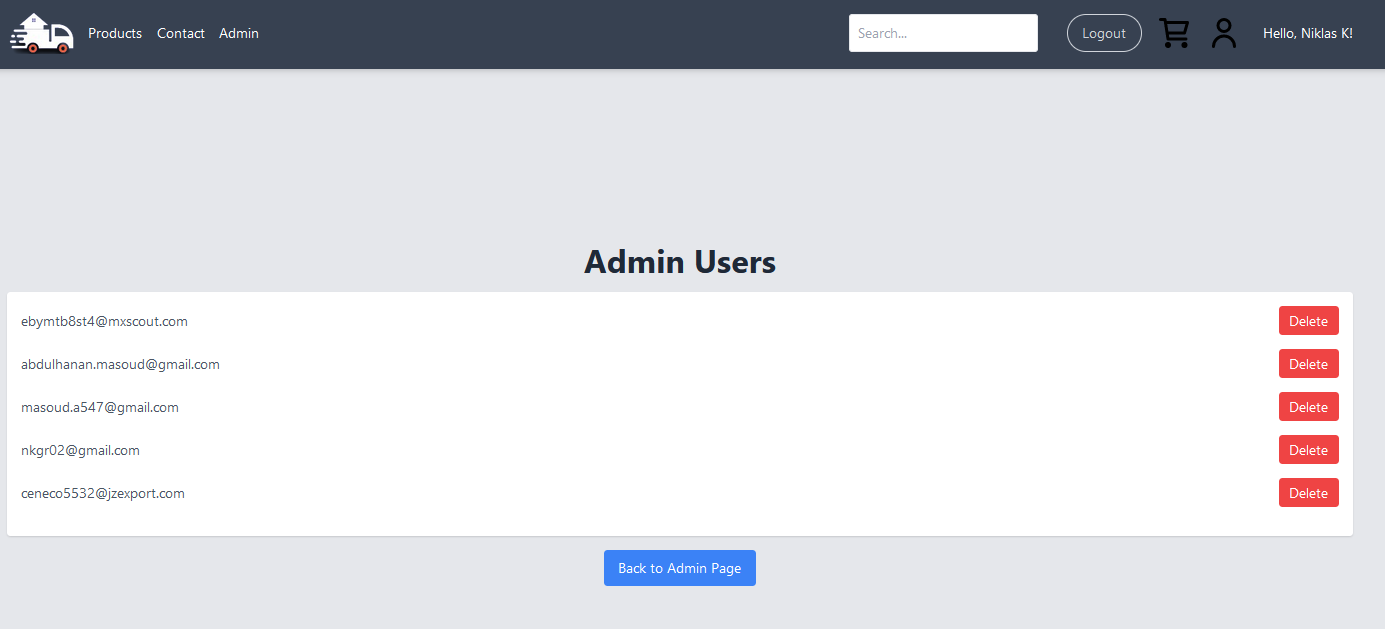 Products Contact Admin Search... Logout Hello, Niklas K!
Admin Users
ebymtb8st4@mxscout.com Delete
abdulhanan.masoud@gmail.com Delete
masoud.a547@gmail.com Delete
nkgr02@gmail.com Delete
ceneco5532@jzexport.com Delete
Back to Admin Page